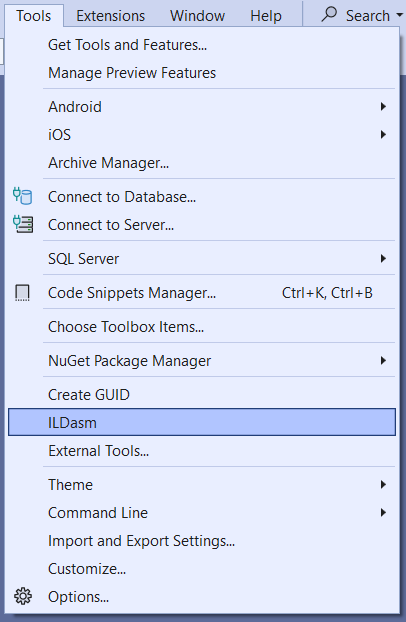 Tools Extensions Window Help Search
Get Tools and Features...
Manage Preview Features
Android
iOS
Archive Manager...
Connect to Database...
Connect to Server...
SQL Server
Code Snippets Manager... Ctrl+K, Ctrl+B
Choose Toolbox Items...
NuGet Package Manager
Create GUID
ILDasm
External Tools...
Theme
Command Line
Import and Export Settings...
Customize...
Options...